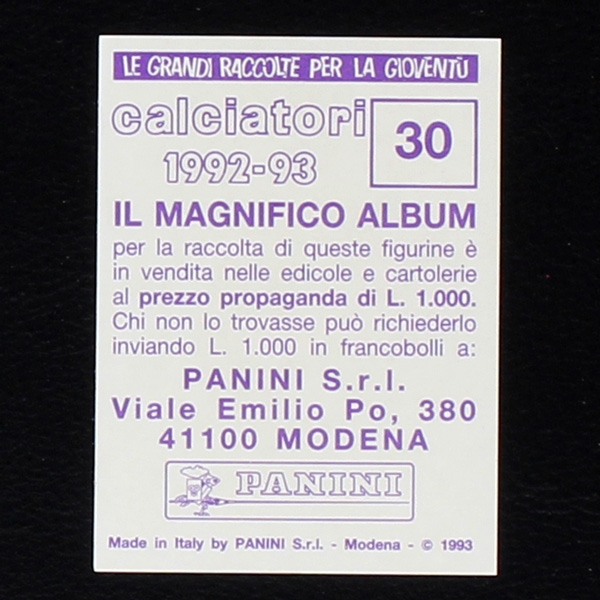 LE GRANDI RACCOLTE PER LA GIOVENTÙ
calciatori 30
1992-93
IL MAGNIFICO ALBUM
per la raccolta di queste figurine è
in vendita nelle edicole e cartolerie
al prezzo propaganda di L. 1.000.
Chi non lo trovasse può richiederlo
inviando L. 1.000 in francobolli a:
PANINI S.r.l.
Viale Emilio Po, 380
41100 MODENA
PANINI
Made in Italy by PANINI S.r.l. - Modena - © 1993